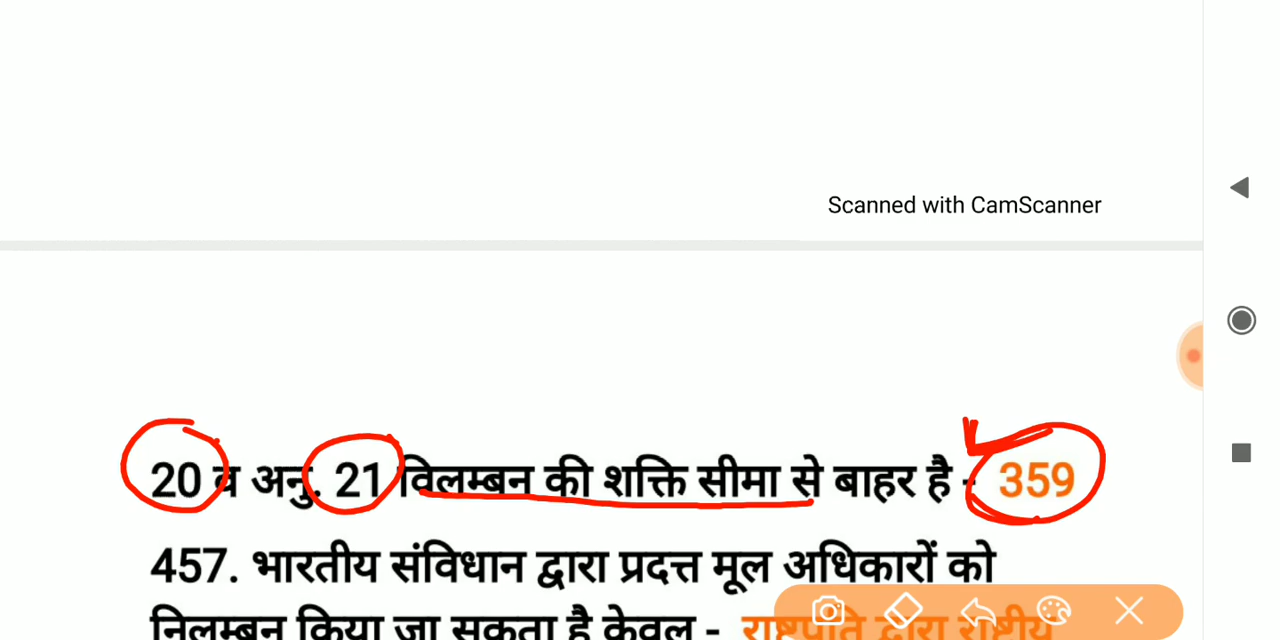 Scanned with CamScanner
20 व अनु. 21 विलम्बन की शक्ति सीमा से बाहर है - 359
457. भारतीय संविधान द्वारा प्रदत्त मूल अधिकारों को
निलम्बन किया जा सकता है केवल - राष्ट्रपति द्वारा राष्ट्रीय